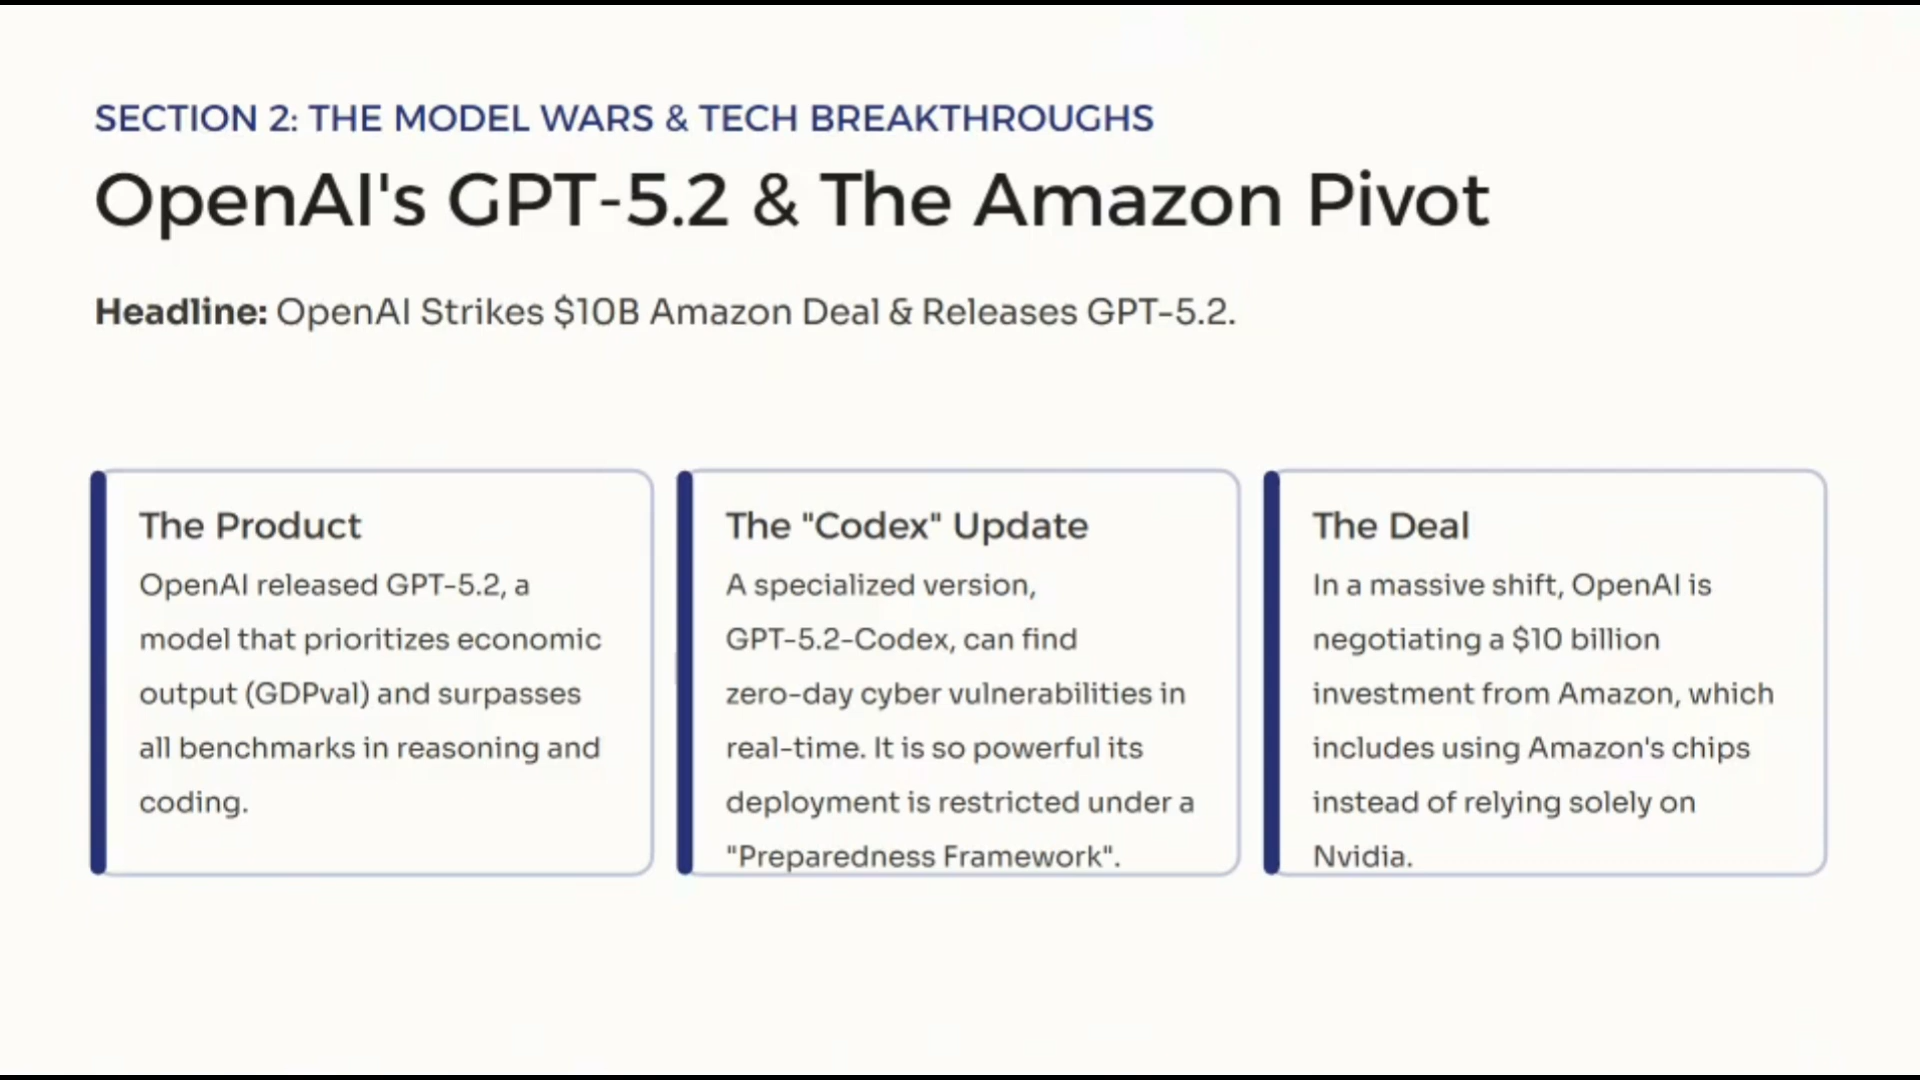 SECTION 2: THE MODEL WARS & TECH BREAKTHROUGHS
OpenAI's GPT-5.2 & The Amazon Pivot
Headline: OpenAI Strikes $10B Amazon Deal & Releases GPT-5.2.
The Product
OpenAI released GPT-5.2, a
model that prioritizes economic
output (GDPval) and surpasses
all benchmarks in reasoning and
coding.
The "Codex" Update
A specialized version,
GPT-5.2-Codex, can find
zero-day cyber vulnerabilities in
real-time. It is so powerful its
deployment is restricted under a
"Preparedness Framework".
The Deal
In a massive shift, OpenAI is
negotiating a $10 billion
investment from Amazon, which
includes using Amazon's chips
instead of relying solely on
Nvidia.